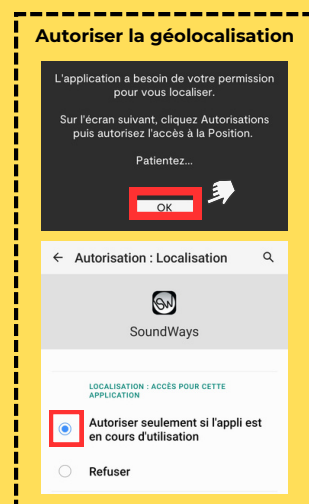 Autoriser la géolocalisation
L'application a besoin de votre permission
pour vous localiser.
Sur l'écran suivant, cliquez Autorisations
puis autorisez l'accès à la Position.
Patientez...
OK
Autorisation : Localisation
SW
SoundWays
LOCALISATION : ACCÈS POUR CETTE
APPLICATION
Autoriser seulement si l'appli est
en cours d'utilisation
Refuser